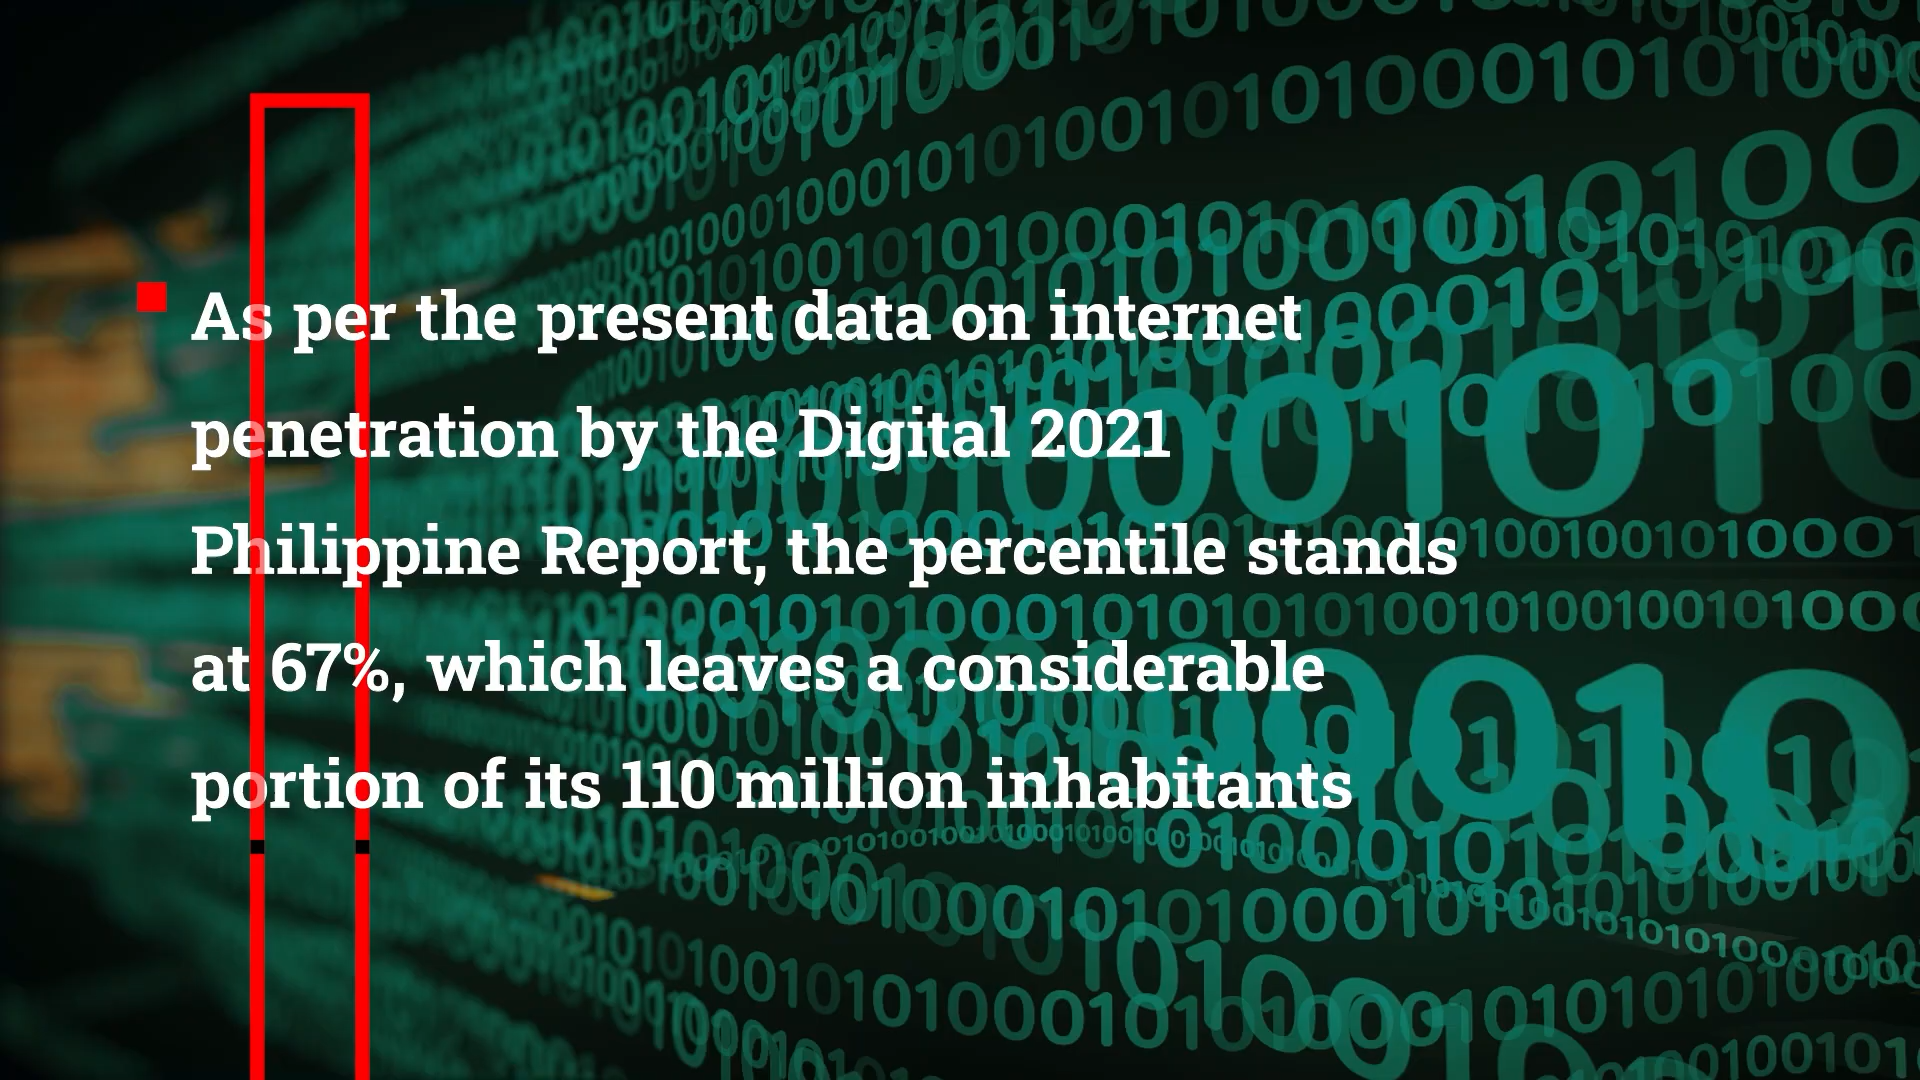 As per the present data on internet
penetration by the Digital 2021
Philippine Report, the percentile stands
at 67%, which leaves a considerable
portion of its 110 million inhabitants